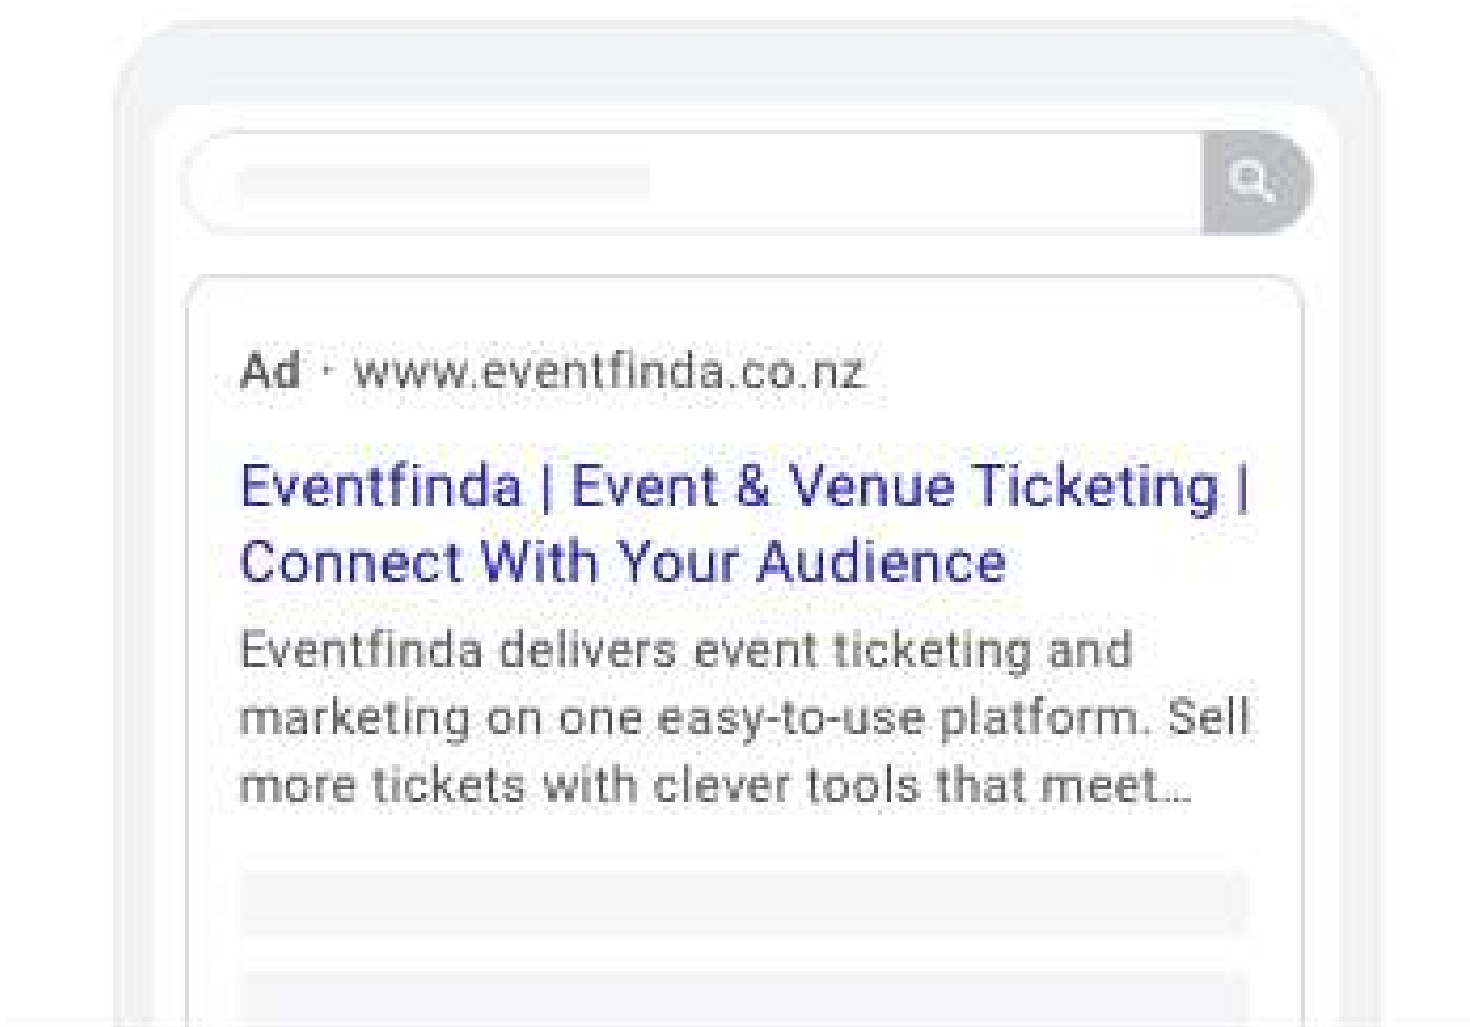 Ad · www.eventfinda.co.nz
Eventfinda | Event & Venue Ticketing |
Connect With Your Audience
Eventfinda delivers event ticketing and
marketing on one easy-to-use platform. Sell
more tickets with clever tools that meet...